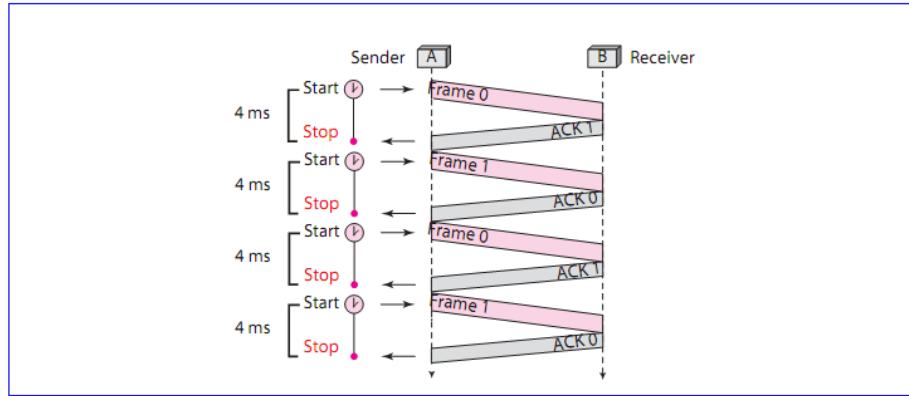 Sender A B Receiver
Start Frame 0
4 ms
Stop ACK 1
Start Frame 1
4 ms
Stop ACK 0
Start Frame 0
4 ms
Stop ACK 1
Start Frame 1
4 ms
Stop ACK 0